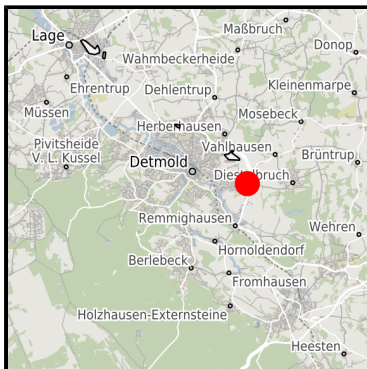 Maßbruch
Lage
Donop
Wahmbeckerheide
Ehrentrup
Dehlentrup
Kleinenmarpe
Müssen
Mosebeck
Herberhausen
Pivitsheide
V. L. Kussel
Vahlhausen
Brüntrup
Detmold
Diestelbruch
Remmighausen
Wehren
Hornoldendorf
Berlebeck
Fromhausen
Holzhausen-Externsteine
Heesten